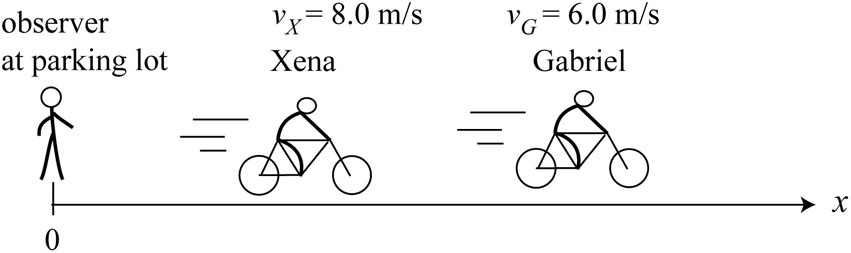 observer
at parking lot
v_X = 8.0 m/s
Xena
v_G = 6.0 m/s
Gabriel
x
0